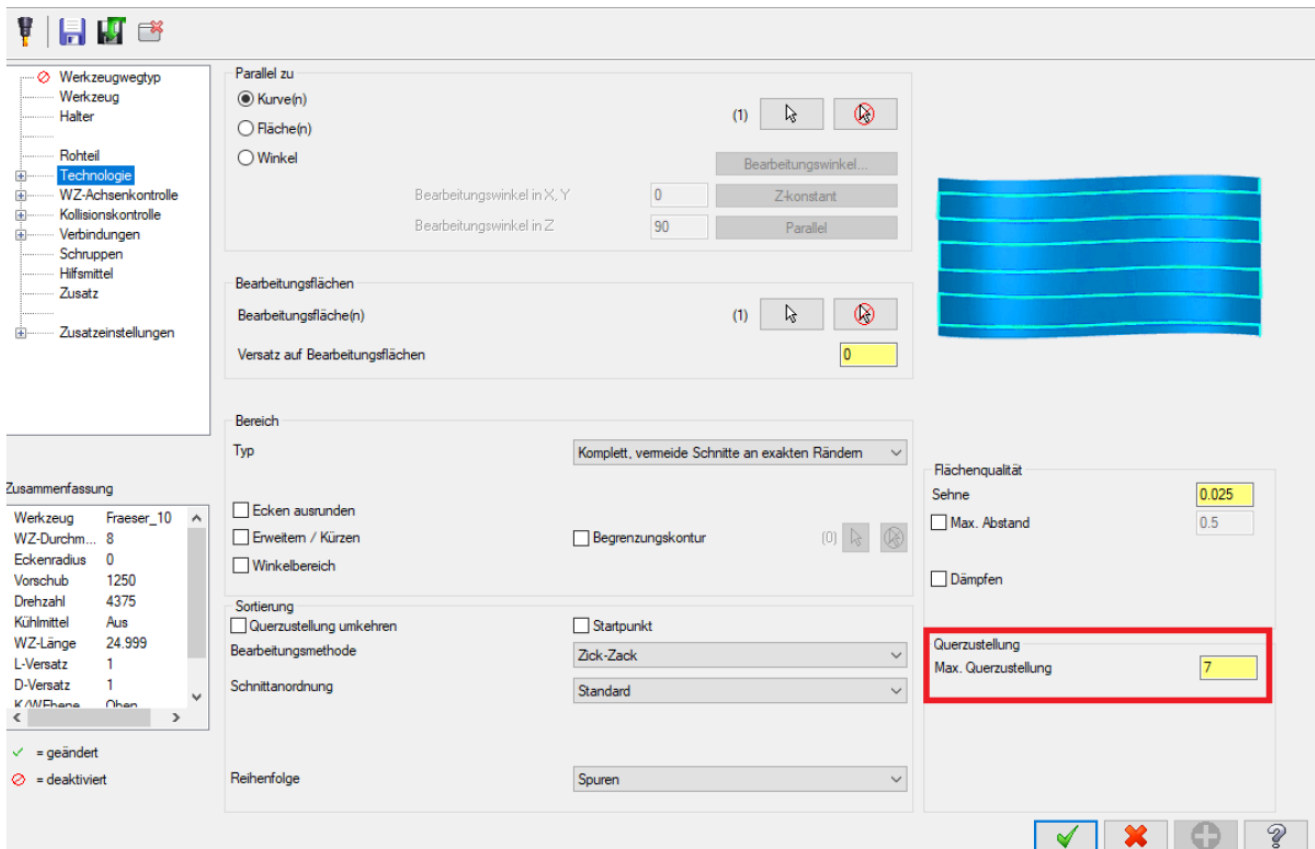 Werkzeugwegtyp
Werkzeug
Halter
Rohteil
Technologie
WZ-Achsenkontrolle
Kollisionskontrolle
Verbindungen
Schruppen
Hilfsmittel
Zusatz
Zusatzeinstellungen
Zusammenfassung
Werkzeug Fraeser_10
WZ-Durchm... 8
Eckenradius 0
Vorschub 1250
Drehzahl 4375
Kühlmittel Aus
WZ-Länge 24.999
L-Versatz 1
D-Versatz 1
K/WEbene Oben
= geändert
= deaktiviert
Parallel zu
Kurve(n)
(1)
Fläche(n)
Winkel
Bearbeitungswinkel...
Bearbeitungswinkel in X, Y 0 Z-konstant
Bearbeitungswinkel in Z 90 Parallel
Bearbeitungsflächen
Bearbeitungsfläche(n) (1)
Versatz auf Bearbeitungsflächen 0
Bereich
Typ Komplett, vermeide Schnitte an exakten Rändern
Ecken ausrunden
Erweitern / Kürzen Begrenzungskontur (0)
Winkelbereich
Sortierung
Querzustellung umkehren Startpunkt
Bearbeitungsmethode Zick-Zack
Schnittanordnung Standard
Reihenfolge Spuren
Flächenqualität
Sehne 0.025
Max. Abstand 0.5
Dämpfen
Querzustellung
Max. Querzustellung 7